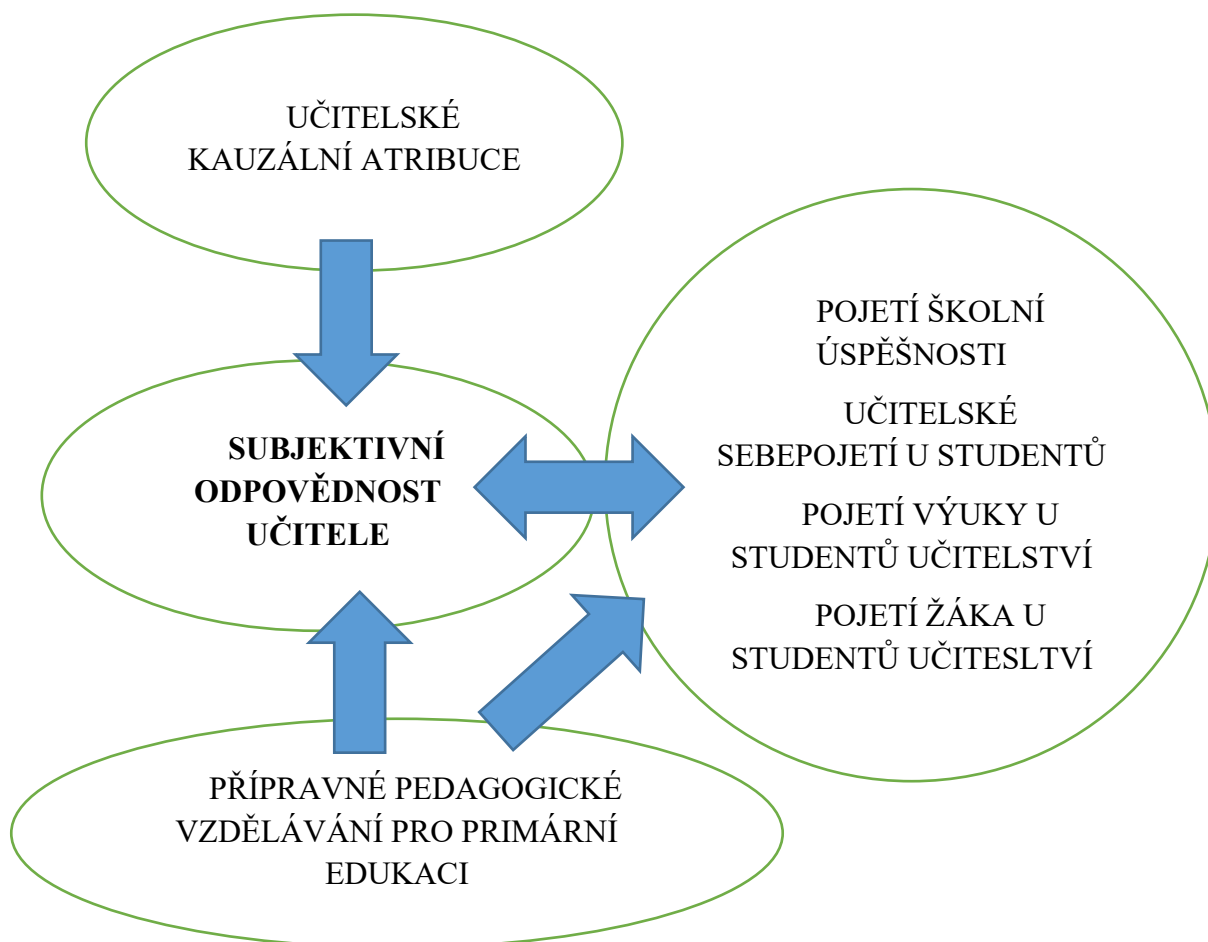 UČITELSKÉ
KAUZÁLNÍ ATRIBUCE
SUBJEKTIVNÍ
ODPOVĚDNOST
UČITELE
POJETÍ ŠKOLNÍ
ÚSPĚŠNOSTI
UČITELSKÉ
SEBEPOJETÍ U STUDENTŮ
POJETÍ VÝUKY U
STUDENTŮ UČITELSTVÍ
POJETÍ ŽÁKA U
STUDENTŮ UČITESLTVÍ
PŘÍPRAVNÉ PEDAGOGICKÉ
VZDĚLÁVÁNÍ PRO PRIMÁRNÍ
EDUKACI